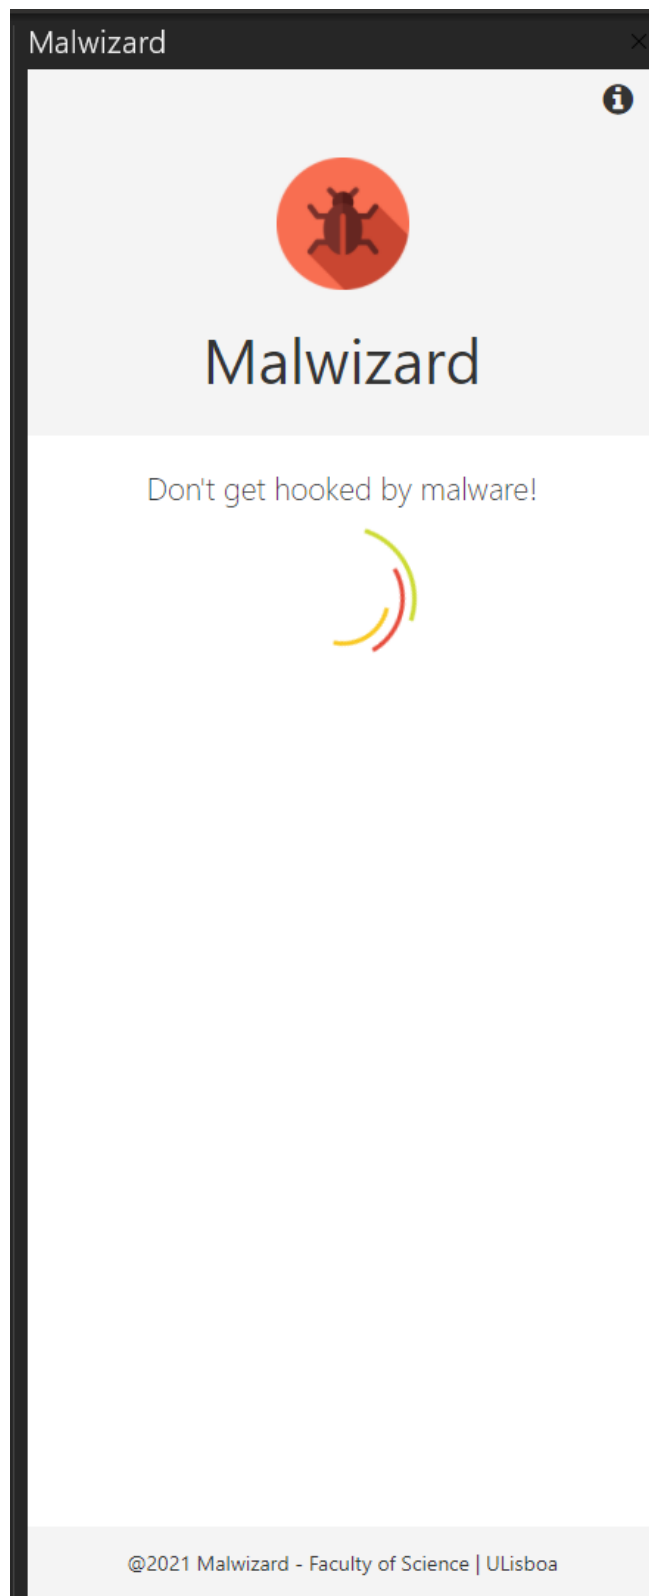 Malwizard
Malwizard
Don't get hooked by malware!
@2021 Malwizard - Faculty of Science | ULisboa